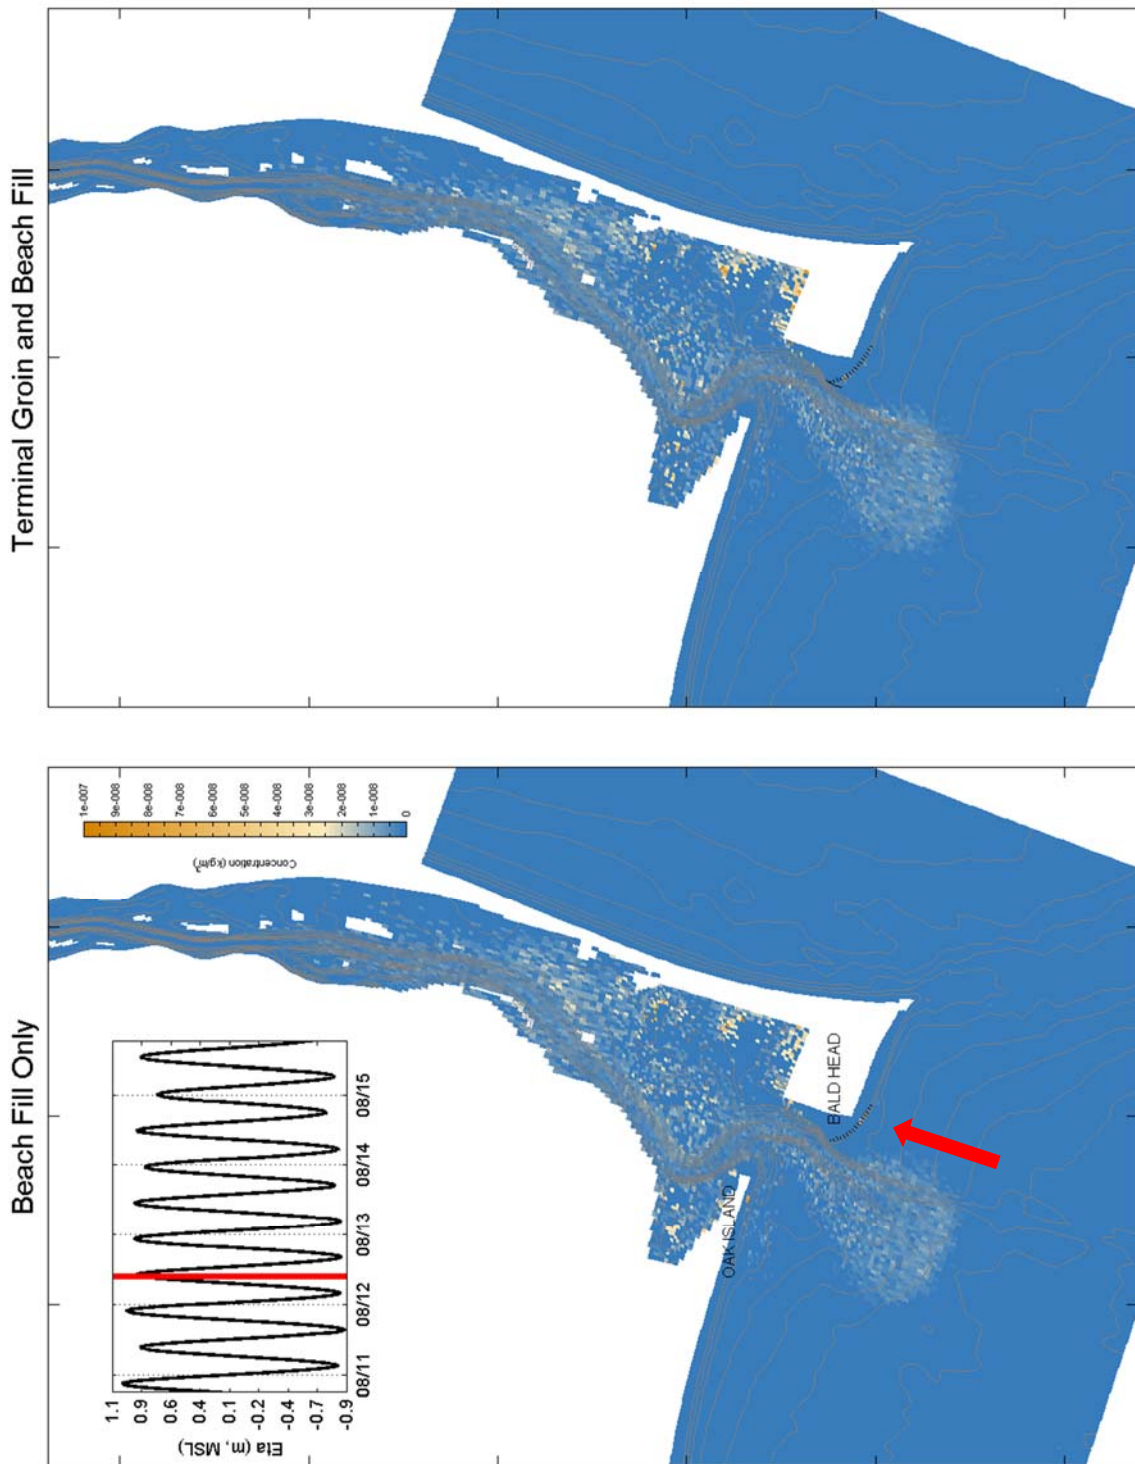 Terminal Groin and Beach Fill
Beach Fill Only
1e-007
9e-008
8e-008
7e-008
6e-008
5e-008
4e-008
3e-008
2e-008
1e-008
0
Concentration (kg/m³)
1.1
0.9
0.6
0.4
0.1
-0.2
-0.4
-0.7
-0.9
Eta (m, MSL)
08/11
08/12
08/13
08/14
08/15
OAK ISLAND
BALD HEAD